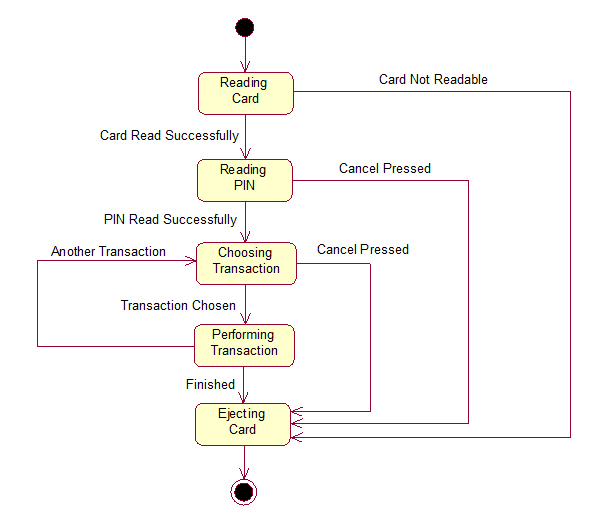 Reading
Card
Card Not Readable
Card Read Successfully
Reading
PIN
Cancel Pressed
PIN Read Successfully
Another Transaction
Choosing
Transaction
Cancel Pressed
Transaction Chosen
Performing
Transaction
Finished
Ejecting
Card